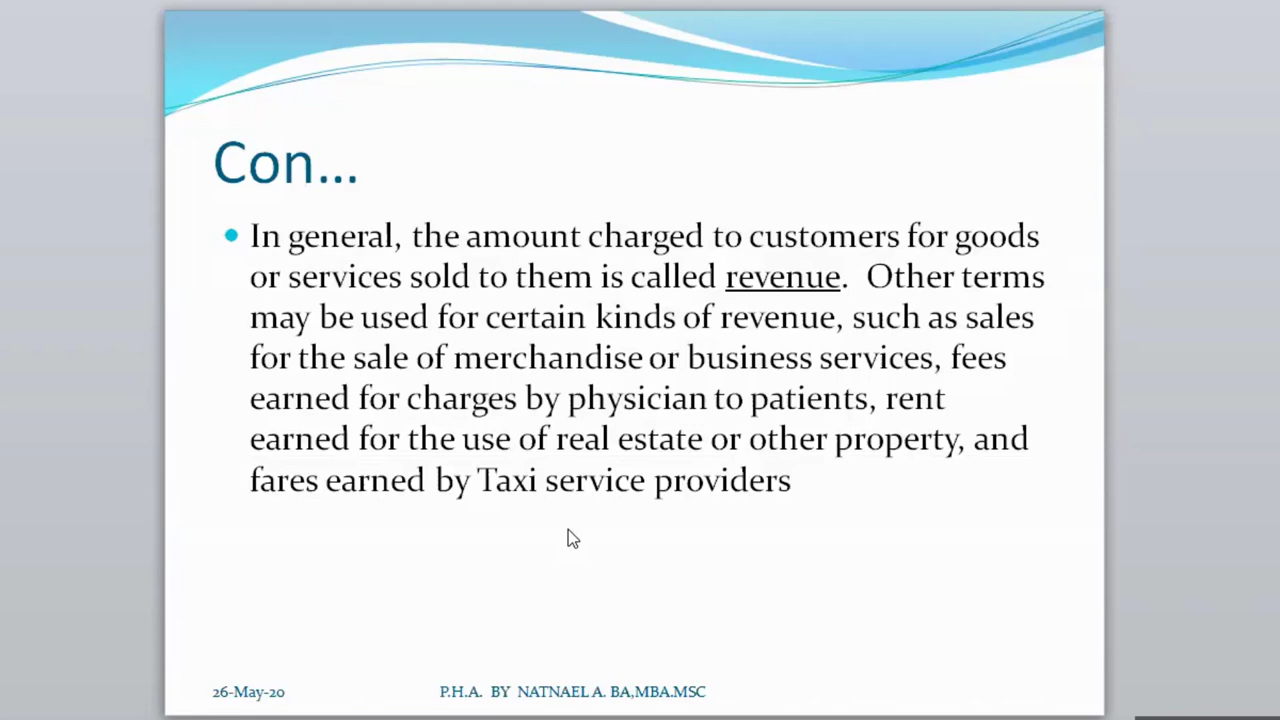 Con...
• In general, the amount charged to customers for goods
or services sold to them is called revenue.  Other terms
may be used for certain kinds of revenue, such as sales
for the sale of merchandise or business services, fees
earned for charges by physician to patients, rent
earned for the use of real estate or other property, and
fares earned by Taxi service providers
26-May-20 P.H.A.  BY  NATNAEL A. BA,MBA.MSC